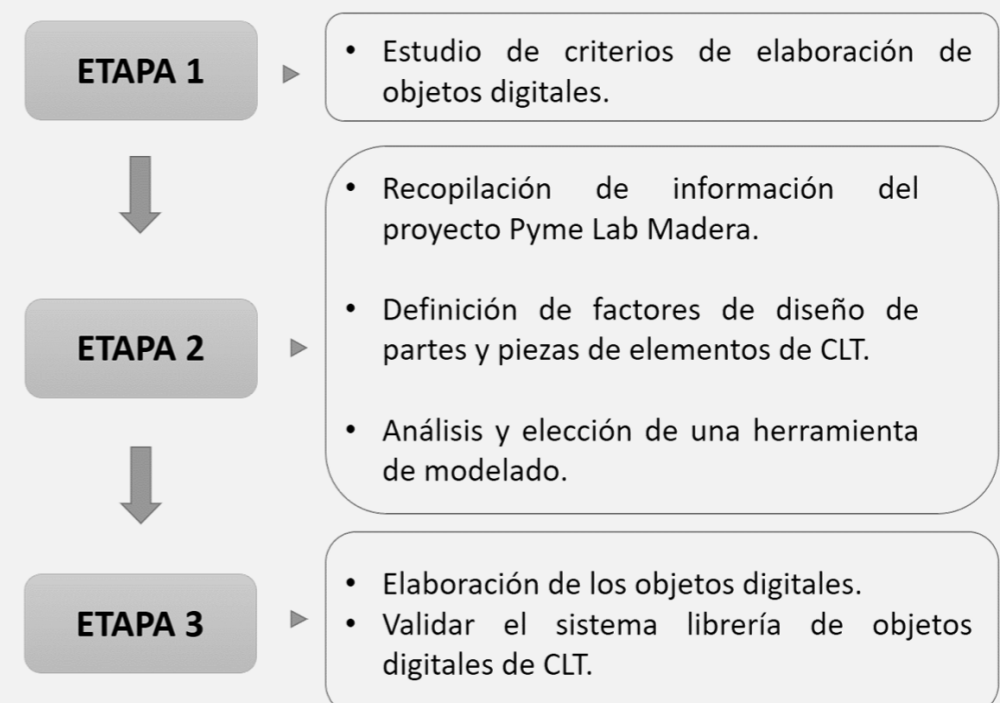 ETAPA 1
• Estudio de criterios de elaboración de
objetos digitales.
ETAPA 2
• Recopilación de información del
proyecto Pyme Lab Madera.
• Definición de factores de diseño de
partes y piezas de elementos de CLT.
• Análisis y elección de una herramienta
de modelado.
ETAPA 3
• Elaboración de los objetos digitales.
• Validar el sistema librería de objetos
digitales de CLT.